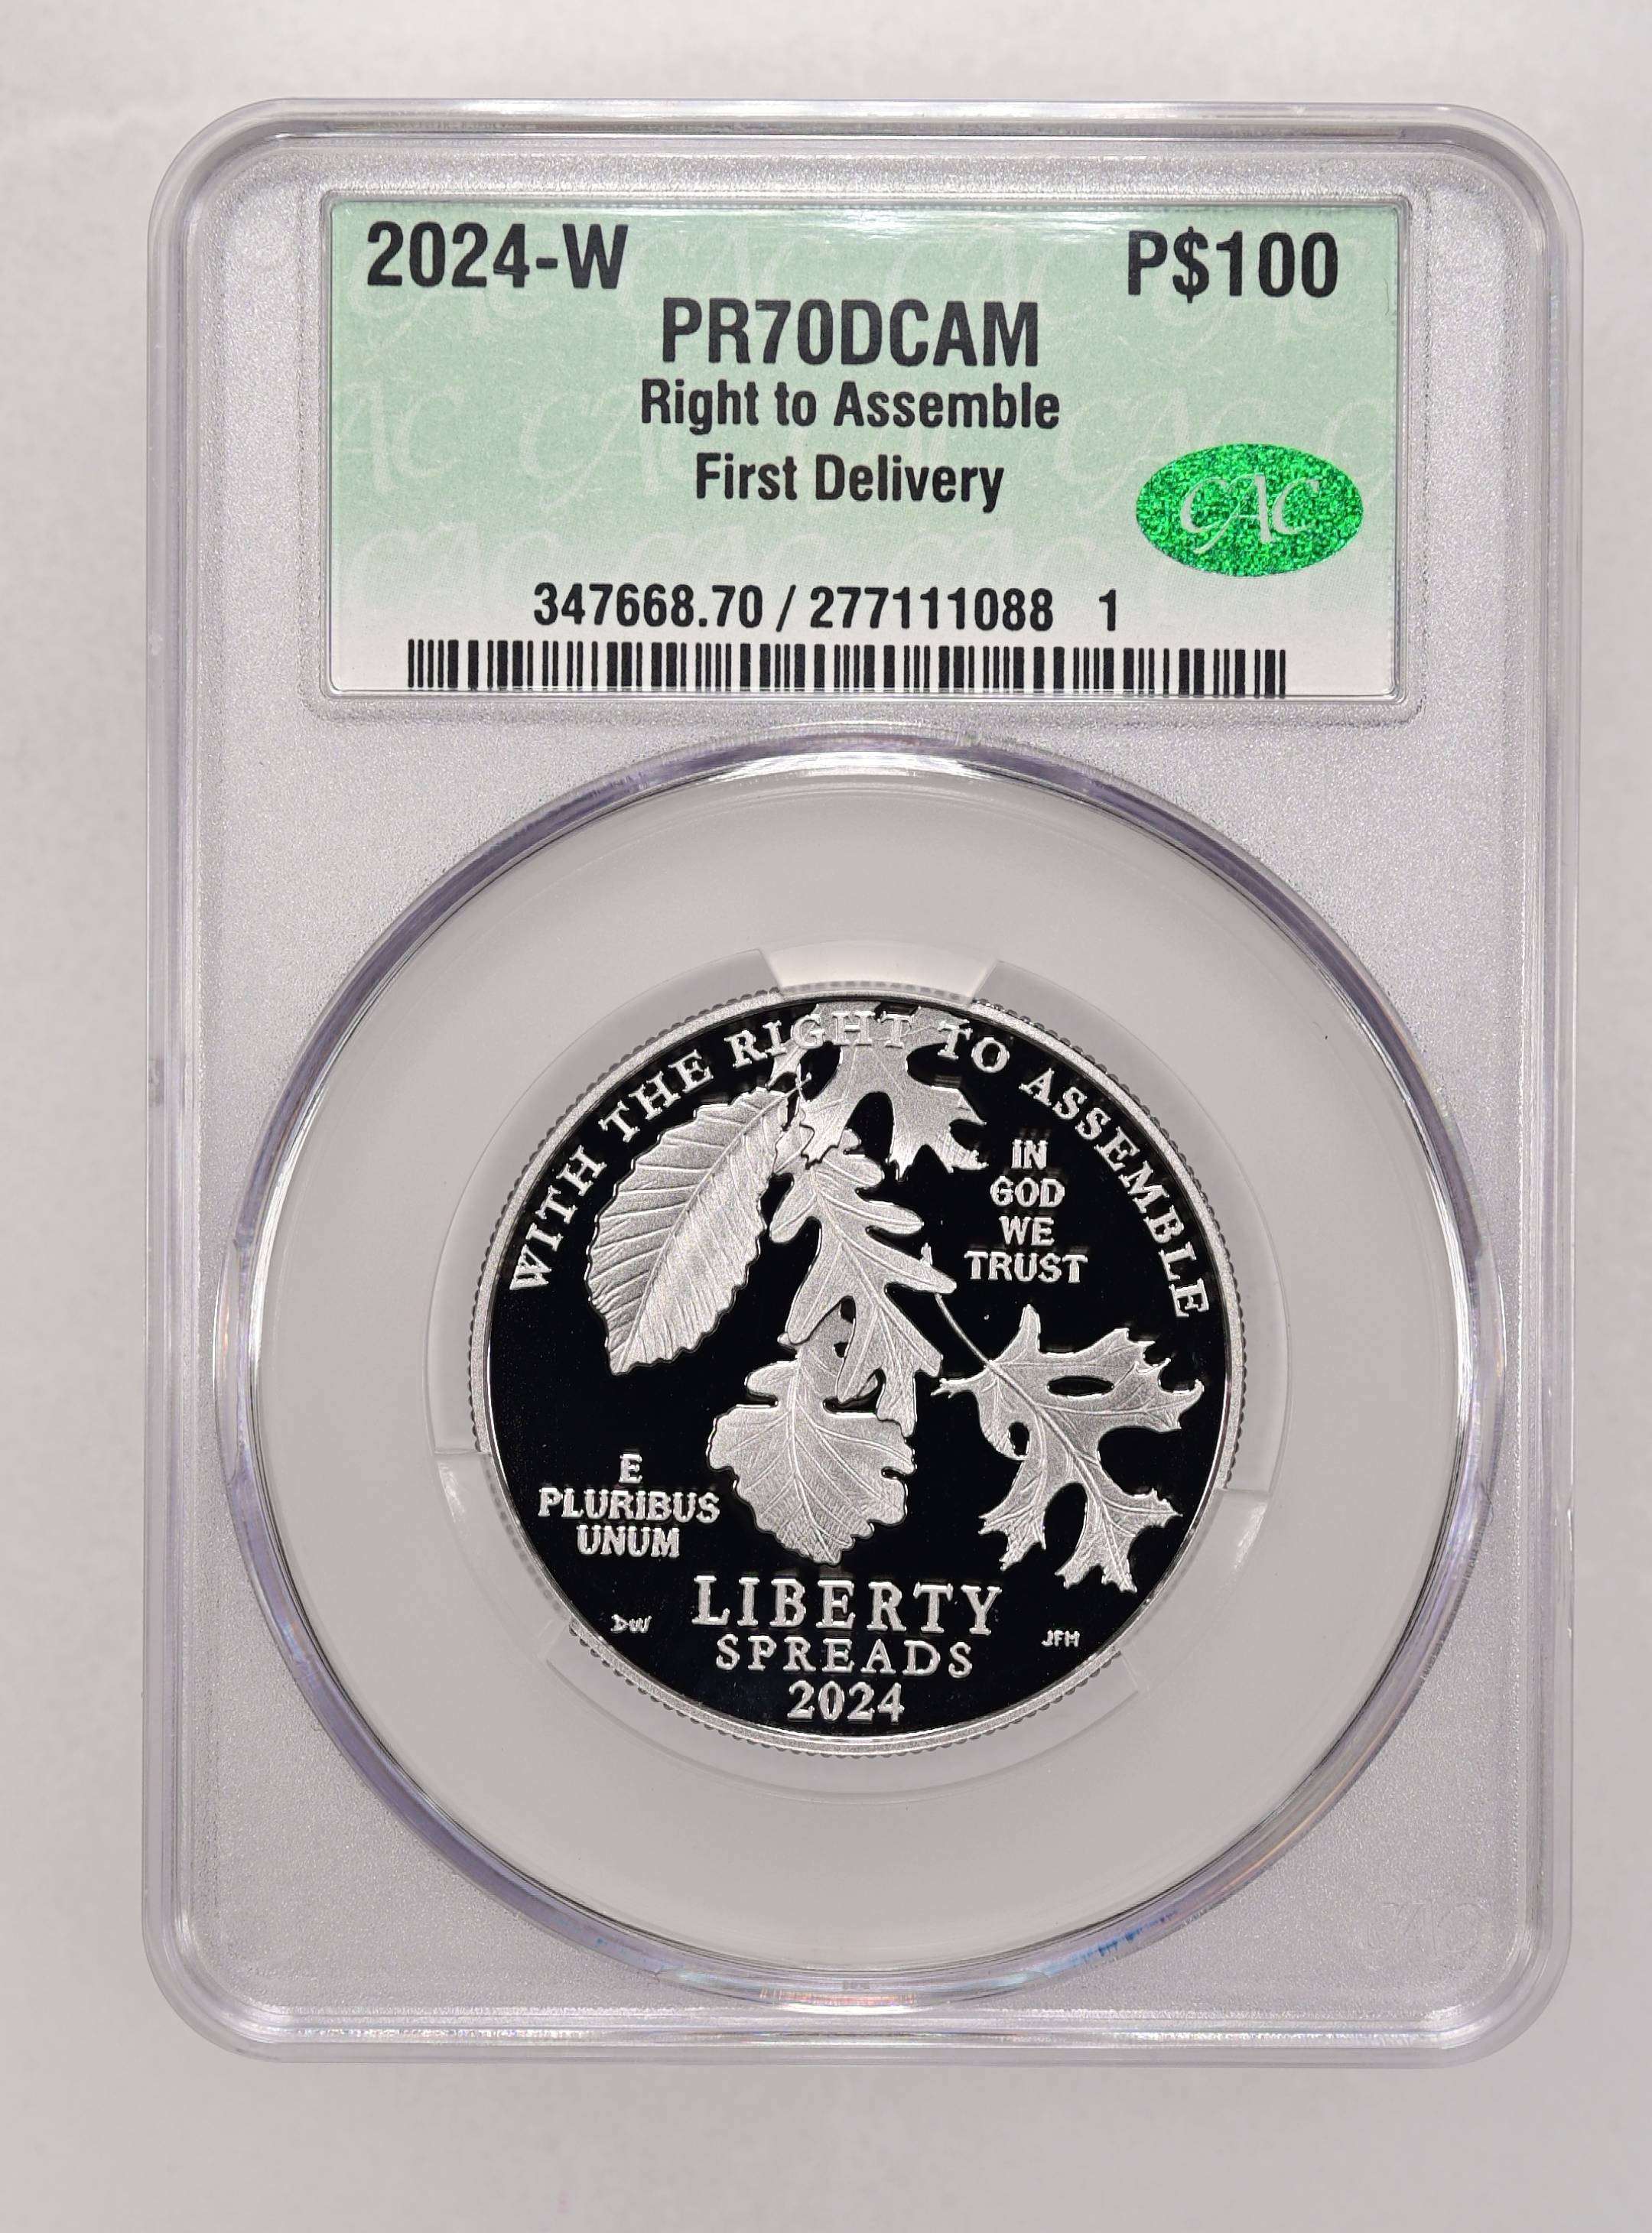 2024-W P$100
PR70DCAM
Right to Assemble
First Delivery
CAC
347668.70 / 277111088 1
WITH THE RIGHT TO ASSEMBLE
IN
GOD
WE
TRUST
E
PLURIBUS
UNUM
LIBERTY
DW JFM
SPREADS
2024
CAC